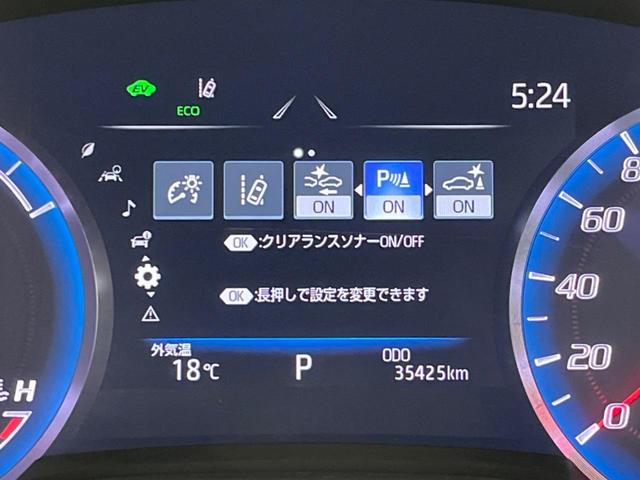 EV
ECO
5:24
ON
P ON
ON
OK :クリアランスソナーON/OFF
OK :長押しで設定を変更できます
外気温
18℃
P
ODO
35425km
H
8
60
40
20
0